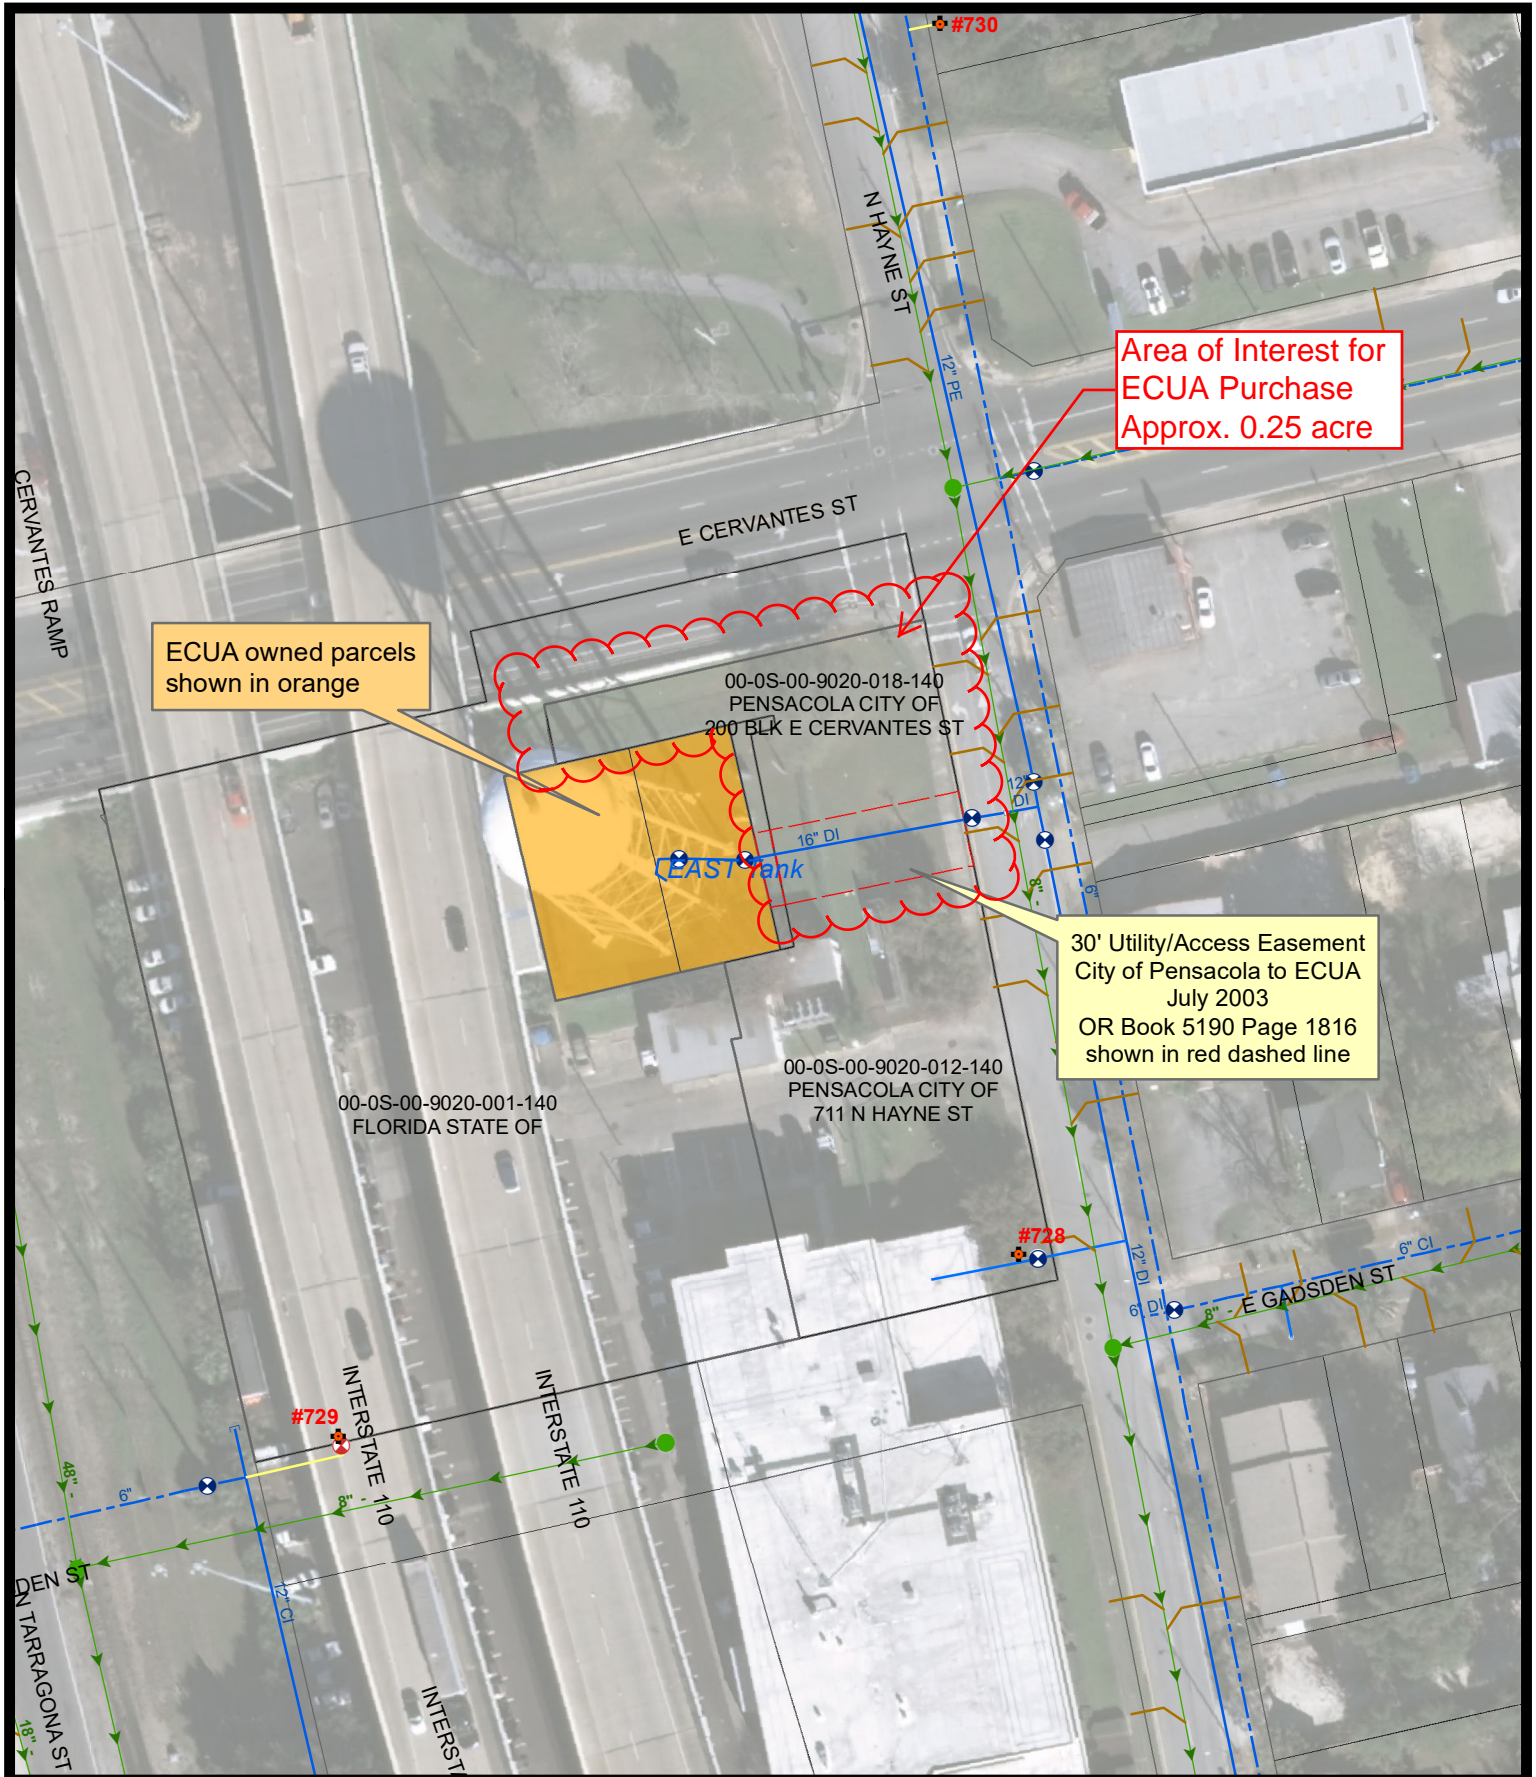 #730
N HAYNE ST
12" PE
Area of Interest for
ECUA Purchase
Approx. 0.25 acre
CERVANTES RAMP
E CERVANTES ST
ECUA owned parcels
shown in orange
00-0S-00-9020-018-140
PENSACOLA CITY OF
200 BLK E CERVANTES ST
12"
DI
16" DI
EAST Tank
8" -
6"
30' Utility/Access Easement
City of Pensacola to ECUA
July 2003
OR Book 5190 Page 1816
shown in red dashed line
00-0S-00-9020-012-140
PENSACOLA CITY OF
711 N HAYNE ST
00-0S-00-9020-001-140
FLORIDA STATE OF
#728
12" DI
6" CI
6" DI
8" -
E GADSDEN ST
#729
INTERSTATE 110
INTERSTATE 110
48" -
6"
8" -
DEN ST
12" CI
N TARRAGONA ST
18" -
INTERSTA